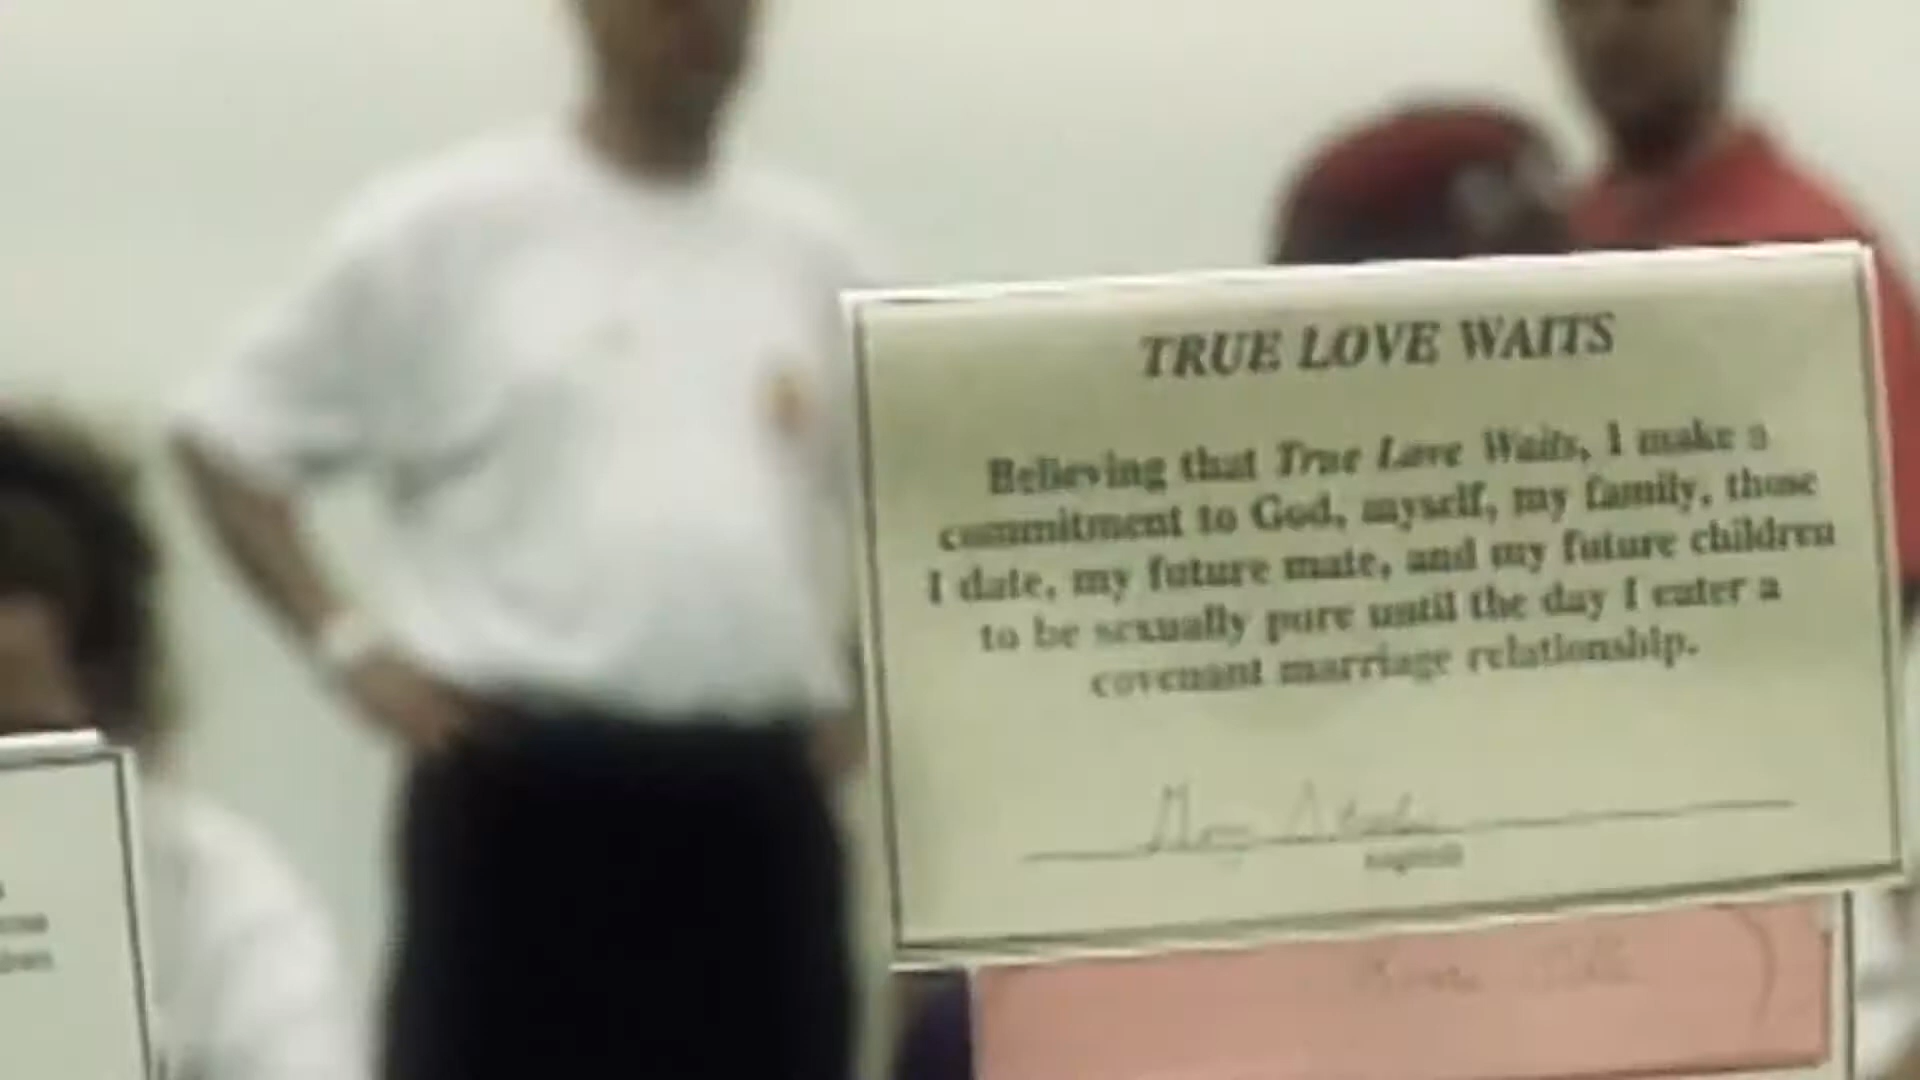 TRUE LOVE WAITS
Believing that True Love Waits, I make a
commitment to God, myself, my family, those
I date, my future mate, and my future children
to be sexually pure until the day I enter a
covenant marriage relationship.